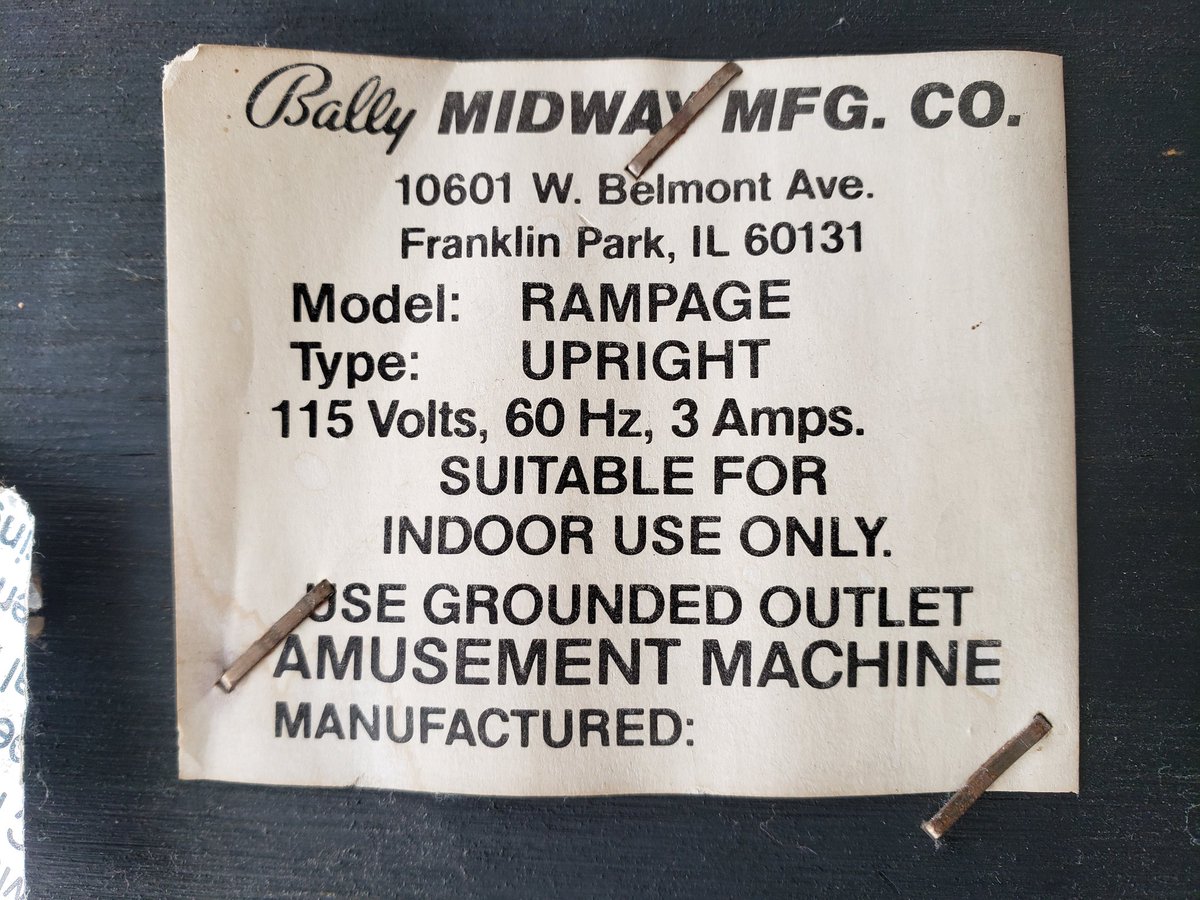 Bally MIDWAY MFG. CO.
10601 W. Belmont Ave.
Franklin Park, IL 60131
Model: RAMPAGE
Type: UPRIGHT
115 Volts, 60 Hz, 3 Amps.
SUITABLE FOR
INDOOR USE ONLY.
USE GROUNDED OUTLET
AMUSEMENT MACHINE
MANUFACTURED: